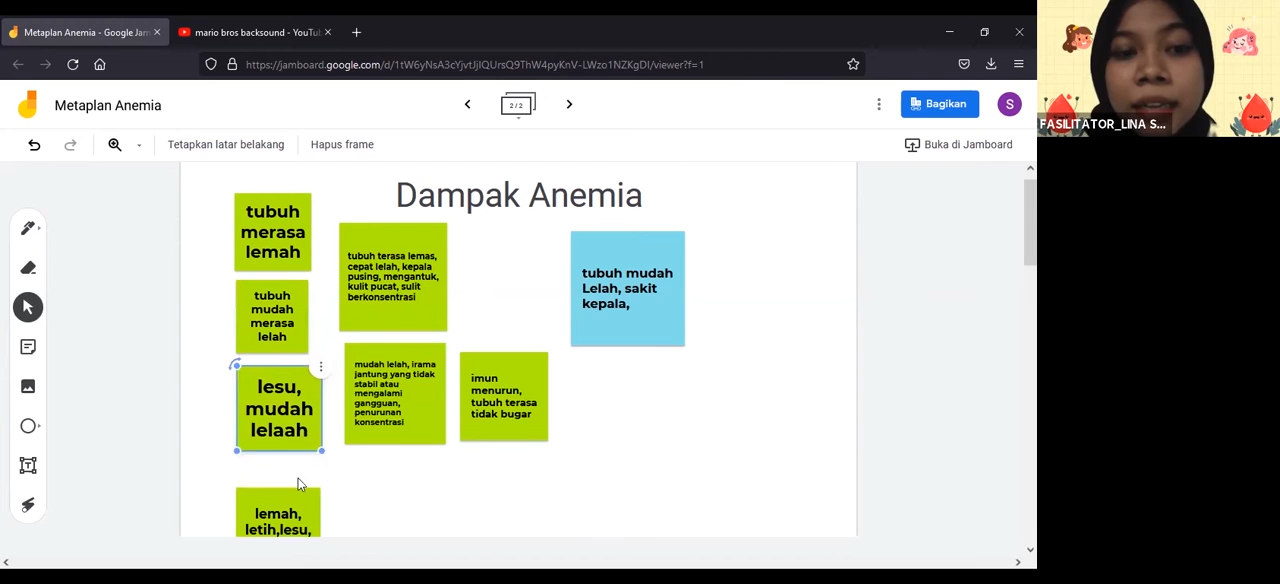 Metaplan Anemia - Google Jam
mario bros backsound - YouTu
https://jamboard.google.com/d/1tW6yNsA3cYjvtJjIQUrsQ9ThW4pyKnV-LWzo1NZKgDI/viewer?f=1
Metaplan Anemia
2/2
Bagikan
S
Tetapkan latar belakang
Hapus frame
Buka di Jamboard
FASILITATOR_LINA S...
Dampak Anemia
tubuh
merasa
lemah
tubuh
mudah
merasa
lelah
lesu,
mudah
lelaah
lemah,
letih,lesu,
tubuh terasa lemas,
cepat lelah, kepala
pusing, mengantuk,
kulit pucat, sulit
berkonsentrasi
mudah lelah, irama
jantung yang tidak
stabil atau
mengalami
gangguan,
penurunan
konsentrasi
imun
menurun,
tubuh terasa
tidak bugar
tubuh mudah
Lelah, sakit
kepala,